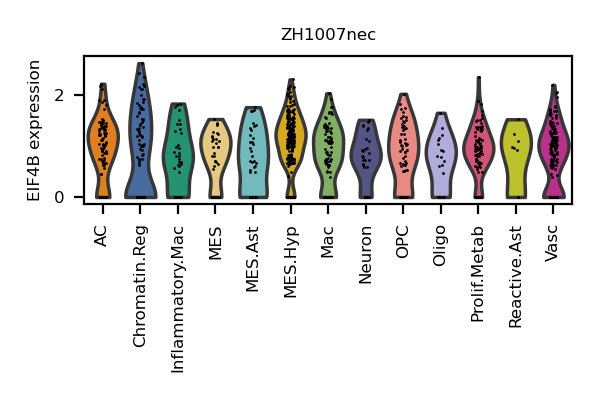 ZH1007nec
EIF4B expression
2
0
AC
Chromatin.Reg
Inflammatory.Mac
MES
MES.Ast
MES.Hyp
Mac
Neuron
OPC
Oligo
Prolif.Metab
Reactive.Ast
Vasc